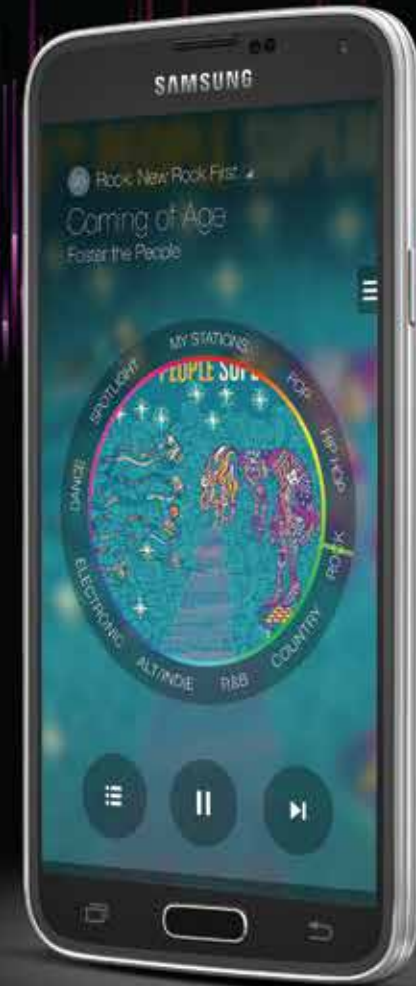 SAMSUNG
Rock: New Rock First
Coming of Age
Foster the People
MY STATIONS
POP
HIP HOP
ROCK
COUNTRY
R&B
ALT/INDIE
ELECTRONIC
DANCE
SPOTLIGHT
PEOPLE